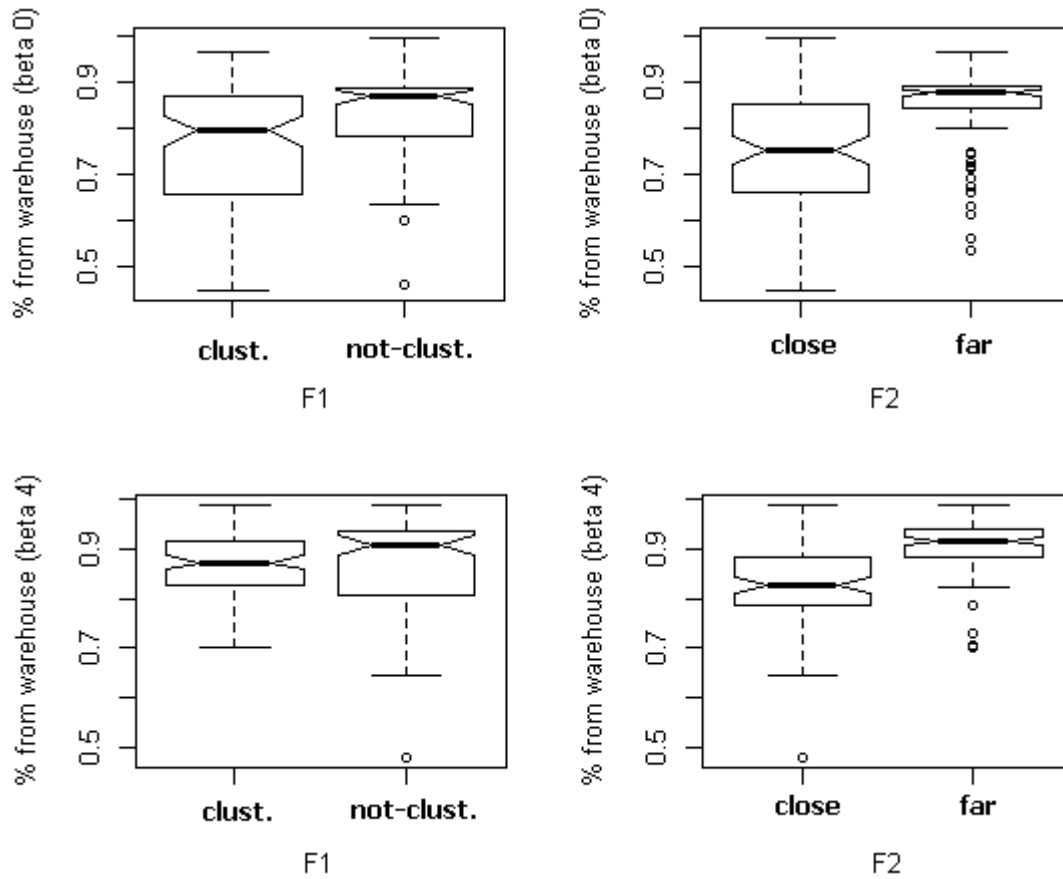 % from warehouse (beta 0)
0.9
0.7
0.5
clust. not-clust.
F1
% from warehouse (beta 0)
0.9
0.7
0.5
close far
F2
% from warehouse (beta 4)
0.9
0.7
0.5
clust. not-clust.
F1
% from warehouse (beta 4)
0.9
0.7
0.5
close far
F2